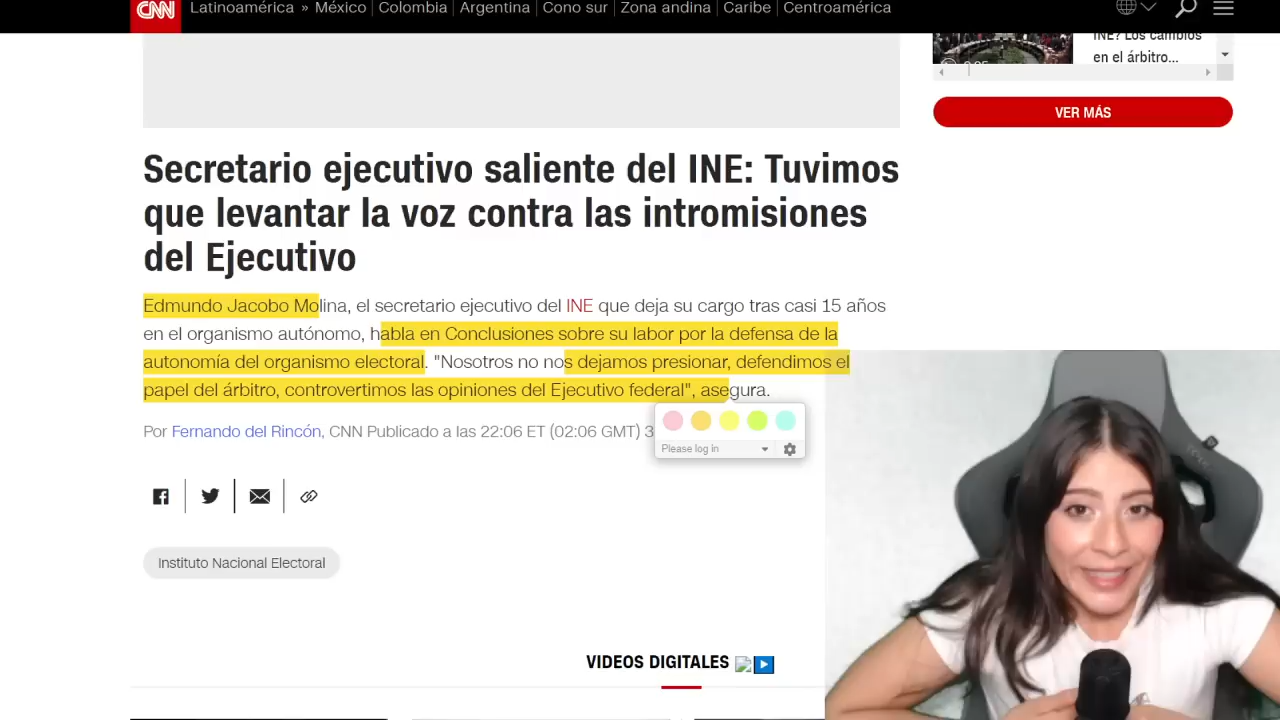 CNN Latinoamérica » México Colombia Argentina Cono sur Zona andina Caribe Centroamérica
INE? Los cambios
en el árbitro...
VER MÁS
Secretario ejecutivo saliente del INE: Tuvimos
que levantar la voz contra las intromisiones
del Ejecutivo
Edmundo Jacobo Molina, el secretario ejecutivo del INE que deja su cargo tras casi 15 años
en el organismo autónomo, habla en Conclusiones sobre su labor por la defensa de la
autonomía del organismo electoral. "Nosotros no nos dejamos presionar, defendimos el
papel del árbitro, controvertimos las opiniones del Ejecutivo federal", asegura.
Por Fernando del Rincón, CNN Publicado a las 22:06 ET (02:06 GMT) 3
Please log in
Instituto Nacional Electoral
VIDEOS DIGITALES